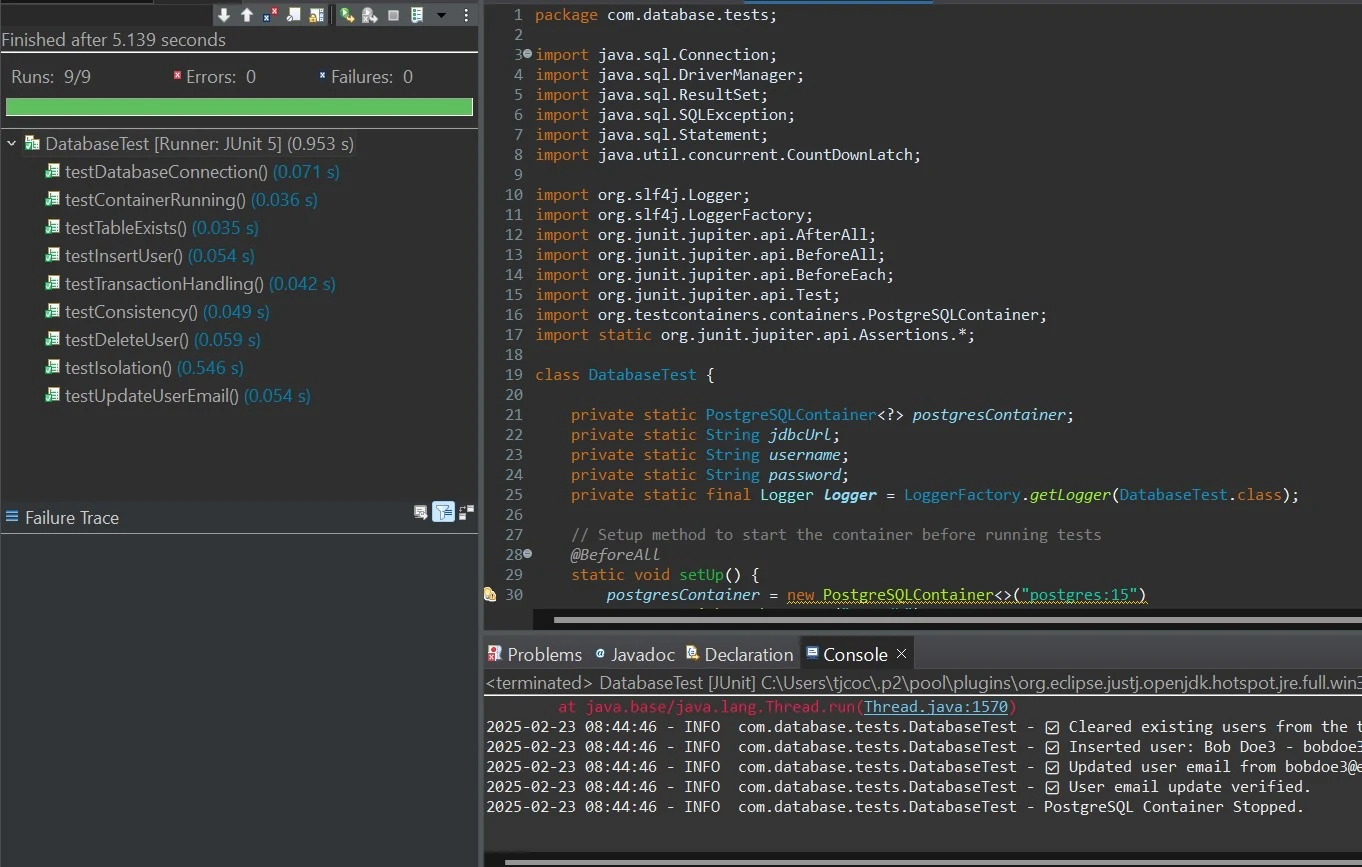 Finished after 5.139 seconds
Runs: 9/9 Errors: 0 Failures: 0
DatabaseTest [Runner: JUnit 5] (0.953 s)
testDatabaseConnection() (0.071 s)
testContainerRunning() (0.036 s)
testTableExists() (0.035 s)
testInsertUser() (0.054 s)
testTransactionHandling() (0.042 s)
testConsistency() (0.049 s)
testDeleteUser() (0.059 s)
testIsolation() (0.546 s)
testUpdateUserEmail() (0.054 s)
Failure Trace
1 package com.database.tests;
2
3 import java.sql.Connection;
4 import java.sql.DriverManager;
5 import java.sql.ResultSet;
6 import java.sql.SQLException;
7 import java.sql.Statement;
8 import java.util.concurrent.CountDownLatch;
9
10 import org.slf4j.Logger;
11 import org.slf4j.LoggerFactory;
12 import org.junit.jupiter.api.AfterAll;
13 import org.junit.jupiter.api.BeforeAll;
14 import org.junit.jupiter.api.BeforeEach;
15 import org.junit.jupiter.api.Test;
16 import org.testcontainers.containers.PostgreSQLContainer;
17 import static org.junit.jupiter.api.Assertions.*;
18
19 class DatabaseTest {
20
21 private static PostgreSQLContainer<?> postgresContainer;
22 private static String jdbcUrl;
23 private static String username;
24 private static String password;
25 private static final Logger logger = LoggerFactory.getLogger(DatabaseTest.class);
26
27 // Setup method to start the container before running tests
28 @BeforeAll
29 static void setUp() {
30 postgresContainer = new PostgreSQLContainer<>("postgres:15")
Problems Javadoc Declaration Console
<terminated> DatabaseTest [JUnit] C:\Users\tjcoc\.p2\pool\plugins\org.eclipse.justj.openjdk.hotspot.jre.full.win3
at java.base/java.lang.Thread.run(Thread.java:1570)
2025-02-23 08:44:46 - INFO com.database.tests.DatabaseTest - ☑ Cleared existing users from the t
2025-02-23 08:44:46 - INFO com.database.tests.DatabaseTest - ☑ Inserted user: Bob Doe3 - bobdoe3
2025-02-23 08:44:46 - INFO com.database.tests.DatabaseTest - ☑ Updated user email from bobdoe3@e
2025-02-23 08:44:46 - INFO com.database.tests.DatabaseTest - ☑ User email update verified.
2025-02-23 08:44:46 - INFO com.database.tests.DatabaseTest - PostgreSQL Container Stopped.